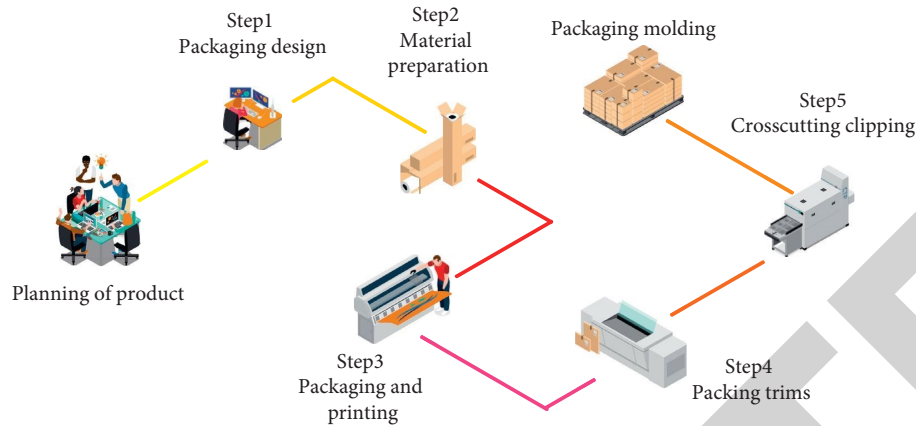 Step1
Packaging design
Step2
Material
preparation
Packaging molding
Step5
Crosscutting clipping
Planning of product
Step3
Packaging and
printing
Step4
Packing trims